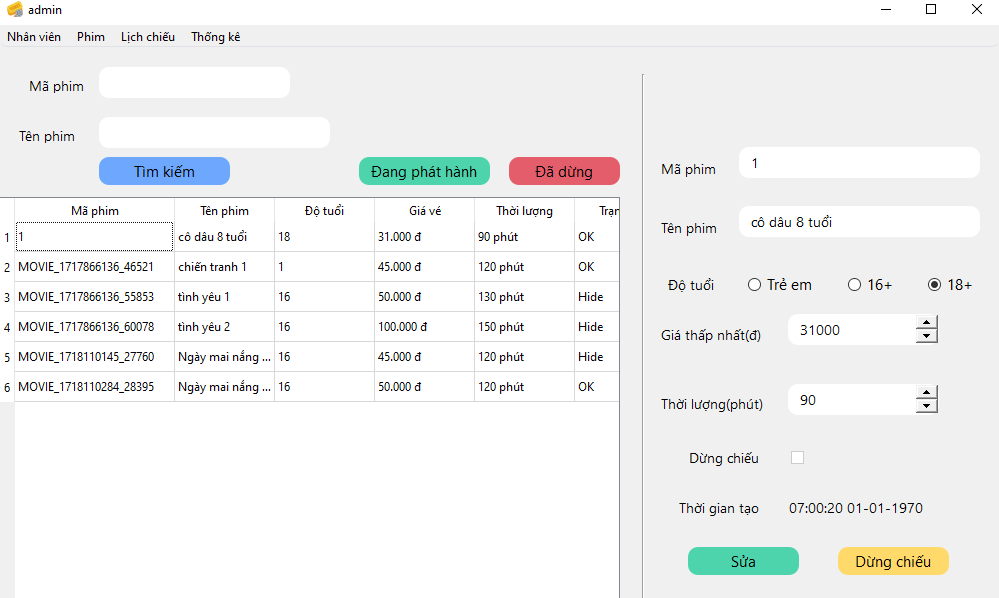 admin
Nhân viên Phim Lịch chiếu Thống kê
Mã phim
Tên phim
Tìm kiếm Đang phát hành Đã dừng
Mã phim Tên phim Độ tuổi Giá vé Thời lượng Trạn
1 1 cô dâu 8 tuổi 18 31.000 đ 90 phút OK
2 MOVIE_1717866136_46521 chiến tranh 1 1 45.000 đ 120 phút OK
3 MOVIE_1717866136_55853 tình yêu 1 16 50.000 đ 130 phút Hide
4 MOVIE_1717866136_60078 tình yêu 2 16 100.000 đ 150 phút Hide
5 MOVIE_1718110145_27760 Ngày mai nắng ... 16 45.000 đ 120 phút Hide
6 MOVIE_1718110284_28395 Ngày mai nắng ... 16 50.000 đ 120 phút OK
Mã phim 1
Tên phim cô dâu 8 tuổi
Độ tuổi Trẻ em 16+ 18+
Giá thấp nhất(đ) 31000
Thời lượng(phút) 90
Dừng chiếu
Thời gian tạo 07:00:20 01-01-1970
Sửa Dừng chiếu